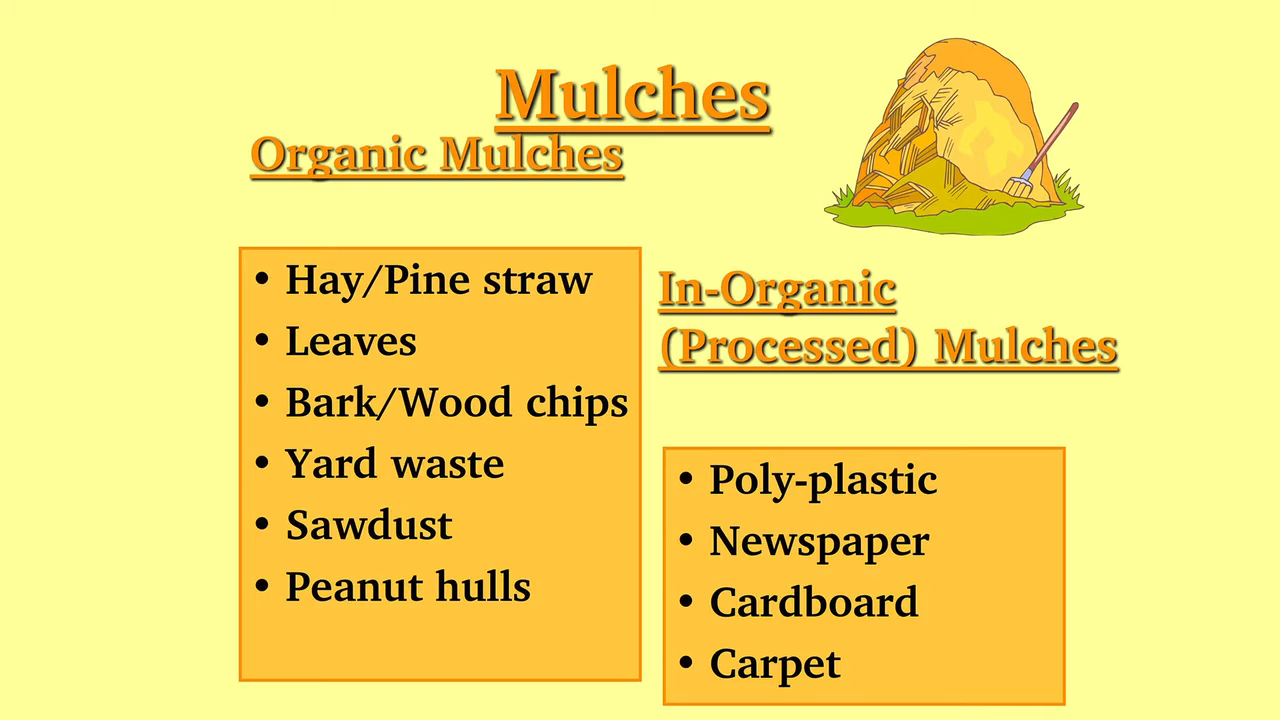 Mulches
Organic Mulches
• Hay/Pine straw
• Leaves
• Bark/Wood chips
• Yard waste
• Sawdust
• Peanut hulls
In-Organic
(Processed) Mulches
• Poly-plastic
• Newspaper
• Cardboard
• Carpet